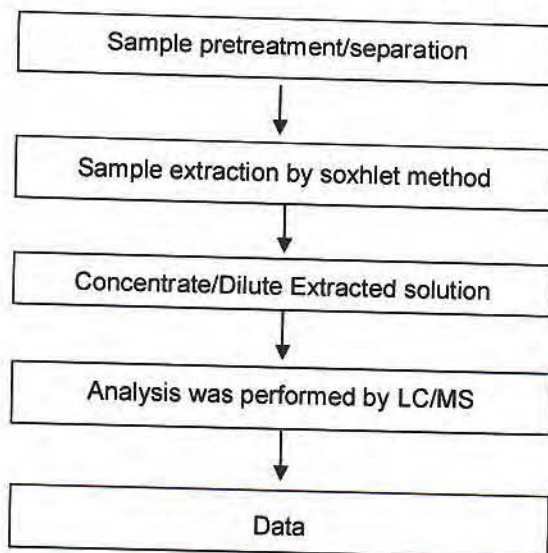 Sample pretreatment/separation
Sample extraction by soxhlet method
Concentrate/Dilute Extracted solution
Analysis was performed by LC/MS
Data